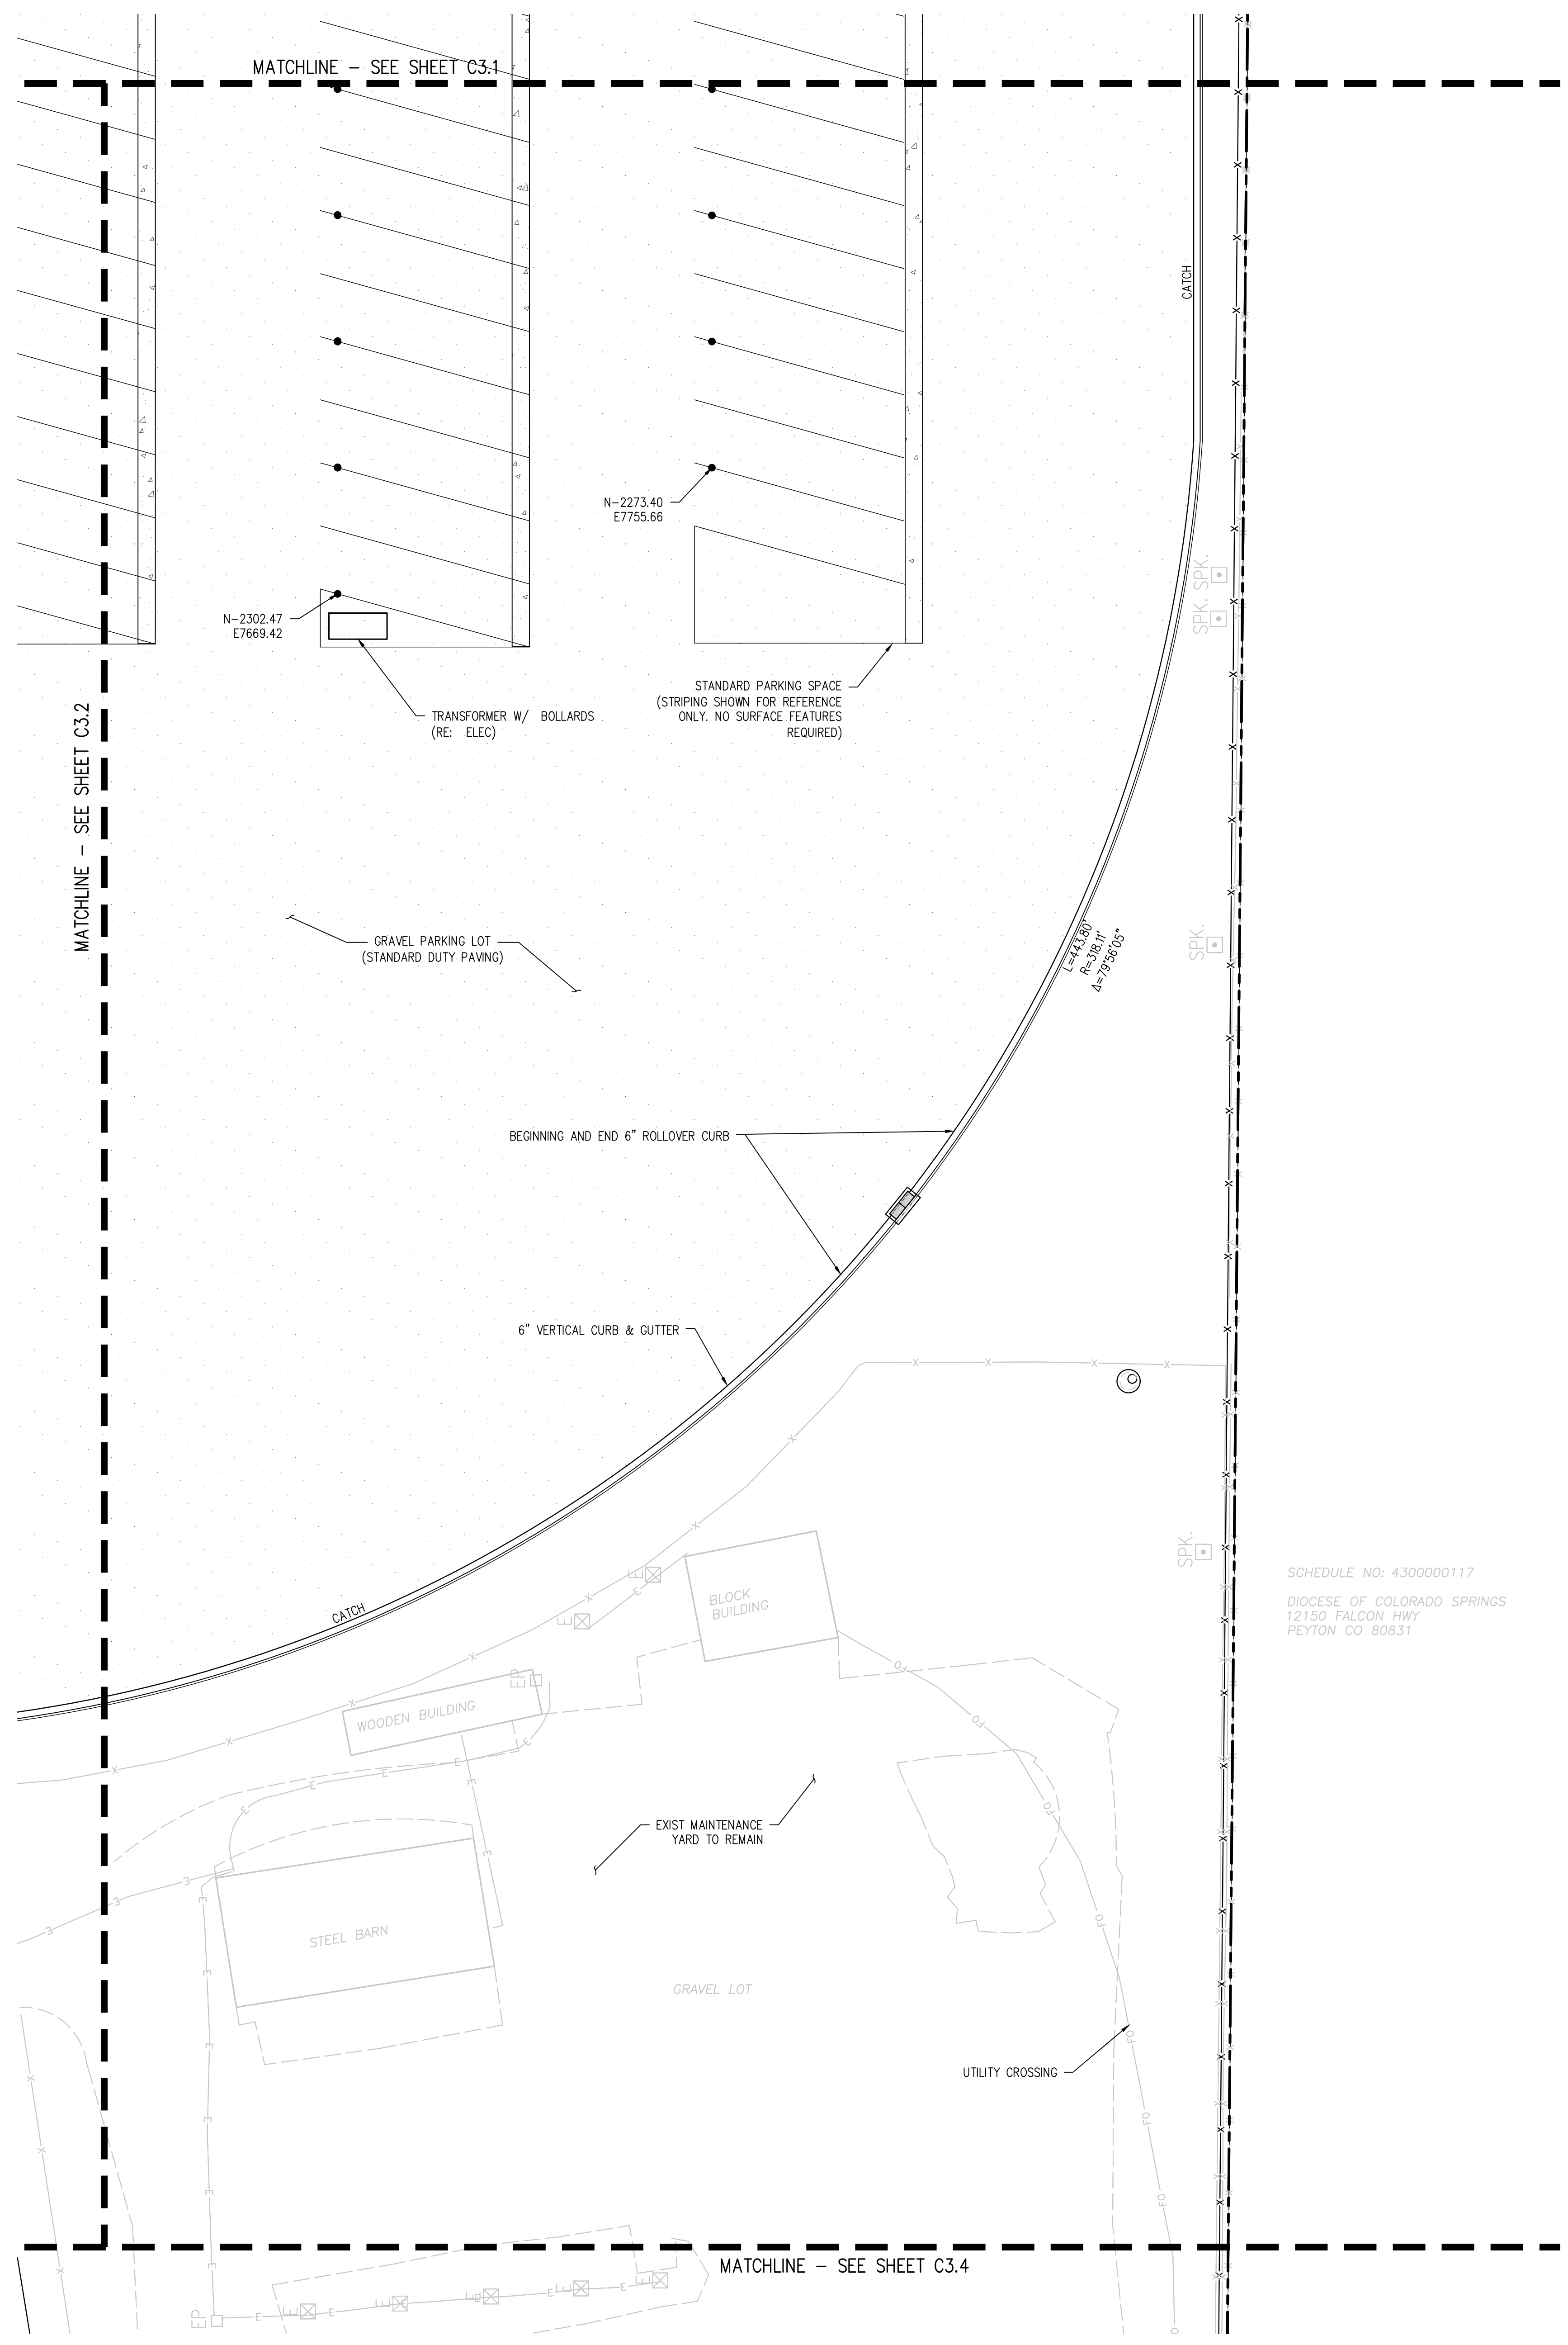 MATCHLINE - SEE SHEET C3.1
CATCH
N-2273.40
E7755.66
SPK.
SPK.
N-2302.47
E7669.42
STANDARD PARKING SPACE
(STRIPING SHOWN FOR REFERENCE
ONLY. NO SURFACE FEATURES
REQUIRED)
TRANSFORMER W/ BOLLARDS
(RE: ELEC)
MATCHLINE - SEE SHEET C3.2
GRAVEL PARKING LOT
(STANDARD DUTY PAVING)
L=443.80'
R=318.11'
Δ=79°56'05"
SPK.
BEGINNING AND END 6" ROLLOVER CURB
6" VERTICAL CURB & GUTTER
SPK.
SCHEDULE NO: 4300000117
DIOCESE OF COLORADO SPRINGS
12150 FALCON HWY
PEYTON CO 80831
CATCH
BLOCK
BUILDING
E
E
EP
WOODEN BUILDING
EXIST MAINTENANCE
YARD TO REMAIN
STEEL BARN
GRAVEL LOT
UTILITY CROSSING
FO
MATCHLINE - SEE SHEET C3.4
EP
E
E
E
E
E